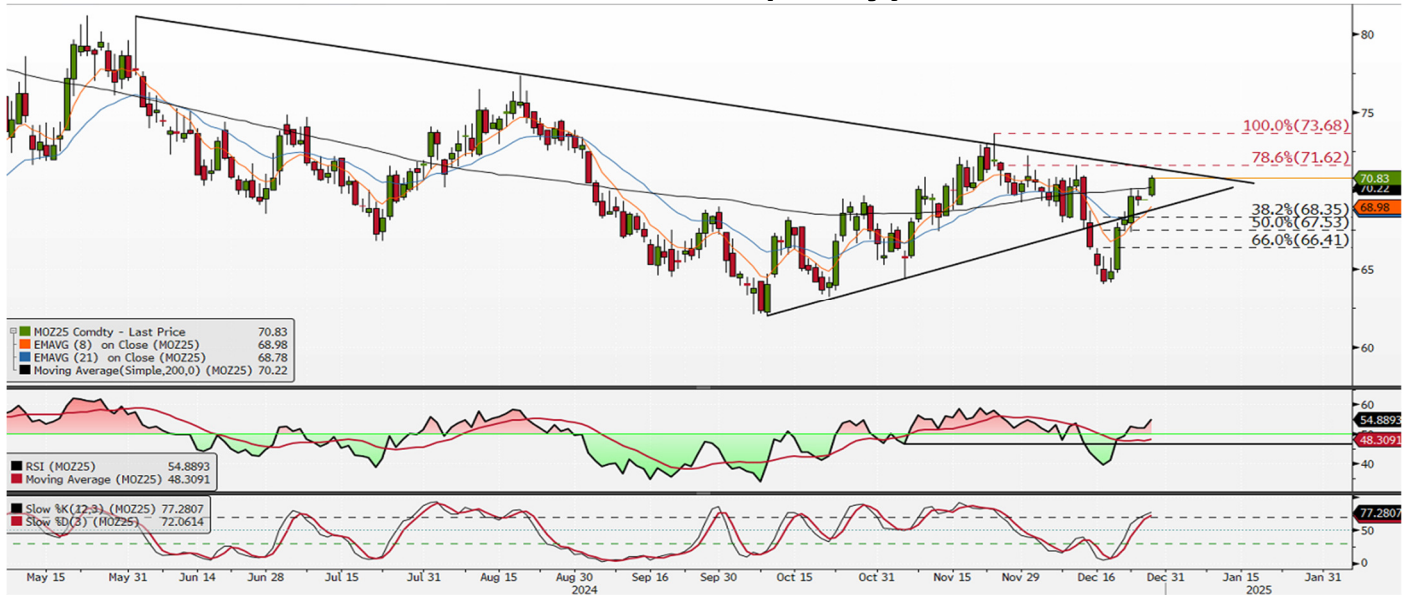 80
75
65
60
100.0%(73.68)
78.6%(71.62)
70.83
70.22
68.98
38.2%(68.35)
50.0%(67.53)
66.0%(66.41)
MOZ25 Comdty - Last Price 70.83
EMAVG (8) on Close (MOZ25) 68.98
EMAVG (21) on Close (MOZ25) 68.78
Moving Average(Simple,200,0) (MOZ25) 70.22
60
54.8893
48.3091
40
RSI (MOZ25) 54.8893
Moving Average (MOZ25) 48.3091
Slow %K(12,3) (MOZ25) 77.2807
Slow %D(3) (MOZ25) 72.0614
77.2807
50
0
May 15 May 31 Jun 14 Jun 28 Jul 15 Jul 31 Aug 15 Aug 30 Sep 16 Sep 30 Oct 15 Oct 31 Nov 15 Nov 29 Dec 16 Dec 31 Jan 15 Jan 31
2024 2025